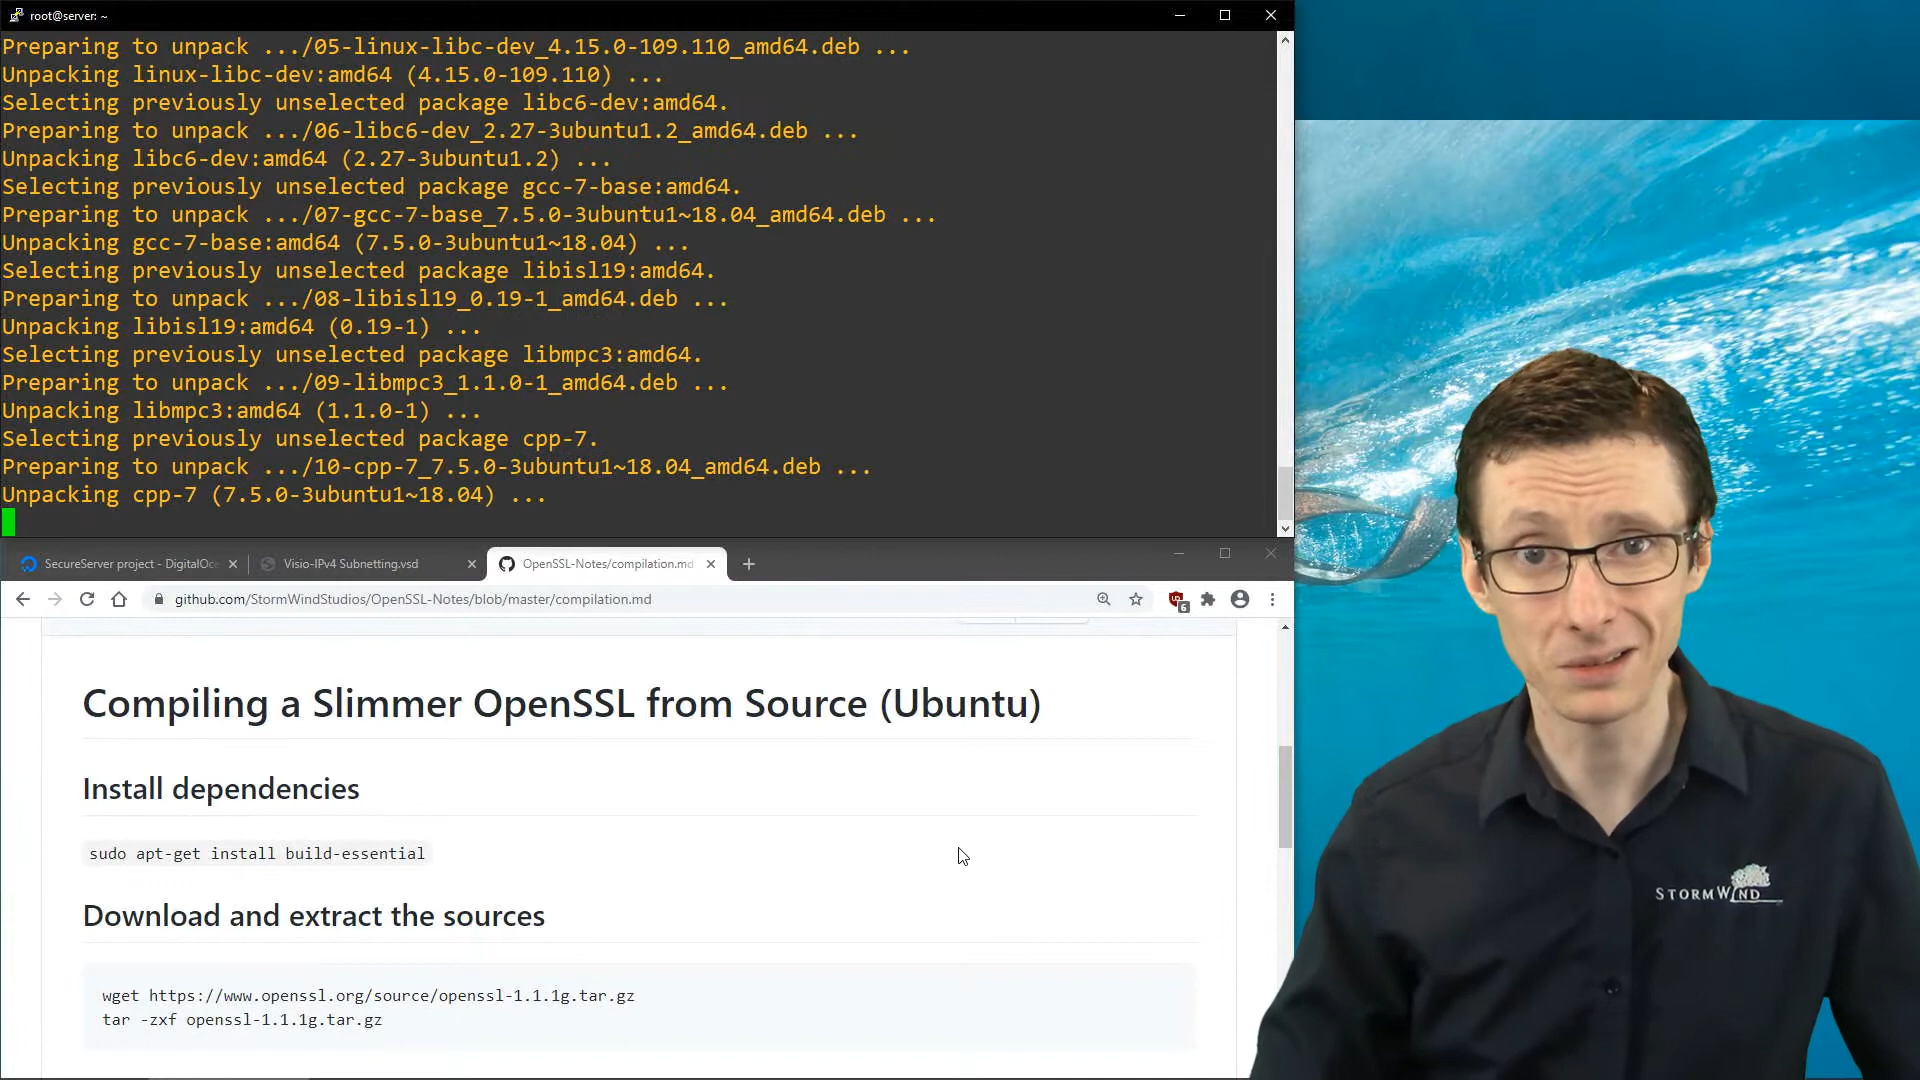 root@server: ~
Preparing to unpack .../05-linux-libc-dev_4.15.0-109.110_amd64.deb ...
Unpacking linux-libc-dev:amd64 (4.15.0-109.110) ...
Selecting previously unselected package libc6-dev:amd64.
Preparing to unpack .../06-libc6-dev_2.27-3ubuntu1.2_amd64.deb ...
Unpacking libc6-dev:amd64 (2.27-3ubuntu1.2) ...
Selecting previously unselected package gcc-7-base:amd64.
Preparing to unpack .../07-gcc-7-base_7.5.0-3ubuntu1~18.04_amd64.deb ...
Unpacking gcc-7-base:amd64 (7.5.0-3ubuntu1~18.04) ...
Selecting previously unselected package libisl19:amd64.
Preparing to unpack .../08-libisl19_0.19-1_amd64.deb ...
Unpacking libisl19:amd64 (0.19-1) ...
Selecting previously unselected package libmpc3:amd64.
Preparing to unpack .../09-libmpc3_1.1.0-1_amd64.deb ...
Unpacking libmpc3:amd64 (1.1.0-1) ...
Selecting previously unselected package cpp-7.
Preparing to unpack .../10-cpp-7_7.5.0-3ubuntu1~18.04_amd64.deb ...
Unpacking cpp-7 (7.5.0-3ubuntu1~18.04) ...
SecureServer project - DigitalOce
Visio-IPv4 Subnetting.vsd
OpenSSL-Notes/compilation.md
github.com/StormWindStudios/OpenSSL-Notes/blob/master/compilation.md
6
Compiling a Slimmer OpenSSL from Source (Ubuntu)
Install dependencies
sudo apt-get install build-essential
Download and extract the sources
wget https://www.openssl.org/source/openssl-1.1.1g.tar.gz
tar -zxf openssl-1.1.1g.tar.gz
STORMWIND